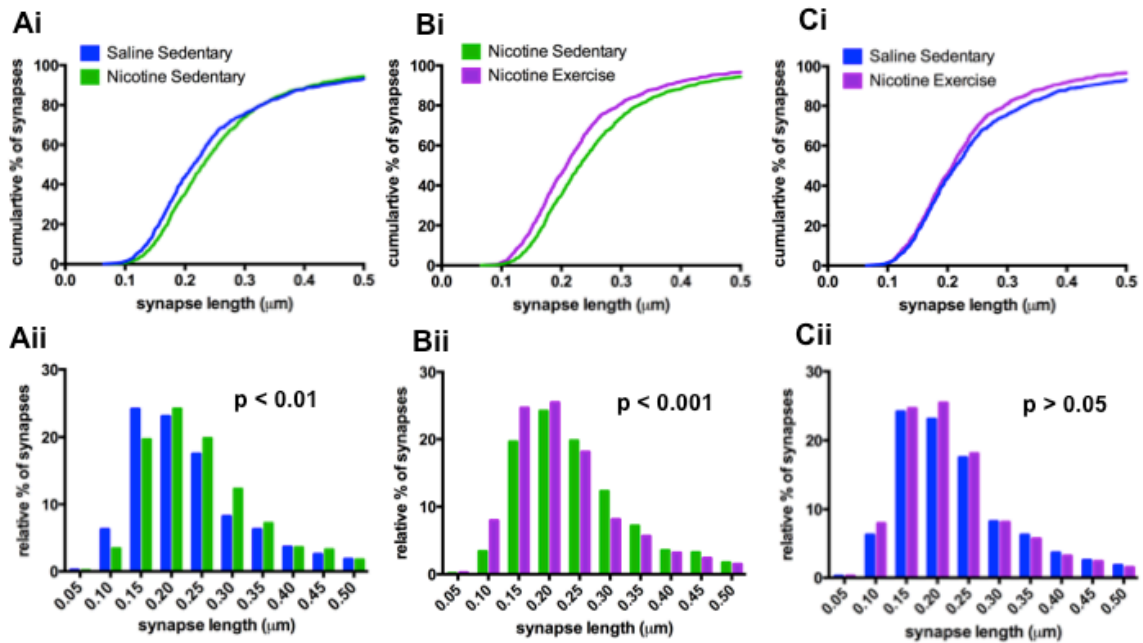 Ai
Saline Sedentary
Nicotine Sedentary
cumulartive % of synapses
100
80
60
40
20
0
0.0 0.1 0.2 0.3 0.4 0.5
synapse length (μm)
Bi
Nicotine Sedentary
Nicotine Exercise
cumulartive % of synapses
100
80
60
40
20
0
0.0 0.1 0.2 0.3 0.4 0.5
synapse length (μm)
Ci
Saline Sedentary
Nicotine Exercise
cumulartive % of synapses
100
80
60
40
20
0
0.0 0.1 0.2 0.3 0.4 0.5
synapse length (μm)
Aii
relative % of synapses
30
20
10
0
p < 0.01
0.05 0.10 0.15 0.20 0.25 0.30 0.35 0.40 0.45 0.50
synapse length (μm)
Bii
relative % of synapses
30
20
10
0
p < 0.001
0.05 0.10 0.15 0.20 0.25 0.30 0.35 0.40 0.45 0.50
synapse length (μm)
Cii
relative % of synapses
30
20
10
0
p > 0.05
0.05 0.10 0.15 0.20 0.25 0.30 0.35 0.40 0.45 0.50
synapse length (μm)